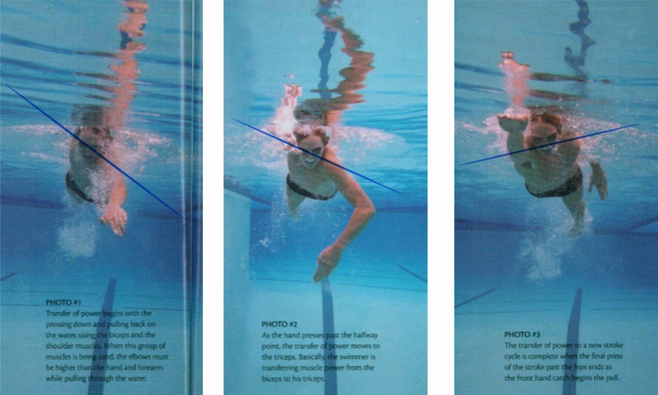 PHOTO #1
Transfer of power begins with the
pressing down and pulling back on
the water, using the biceps and the
shoulder muscles. When this group of
muscles is being used, the elbows must
be higher than the hand and forearm
while pulling through the water.
PHOTO #2
As the hand presses past the halfway
point, the transfer of power moves to
the triceps. Basically, the swimmer is
transferring muscle power from the
biceps to his triceps.
PHOTO #3
The transfer of power to a new stroke
cycle is complete when the final press
of the stroke past the hips ends as
the front hand catch begins the pull.